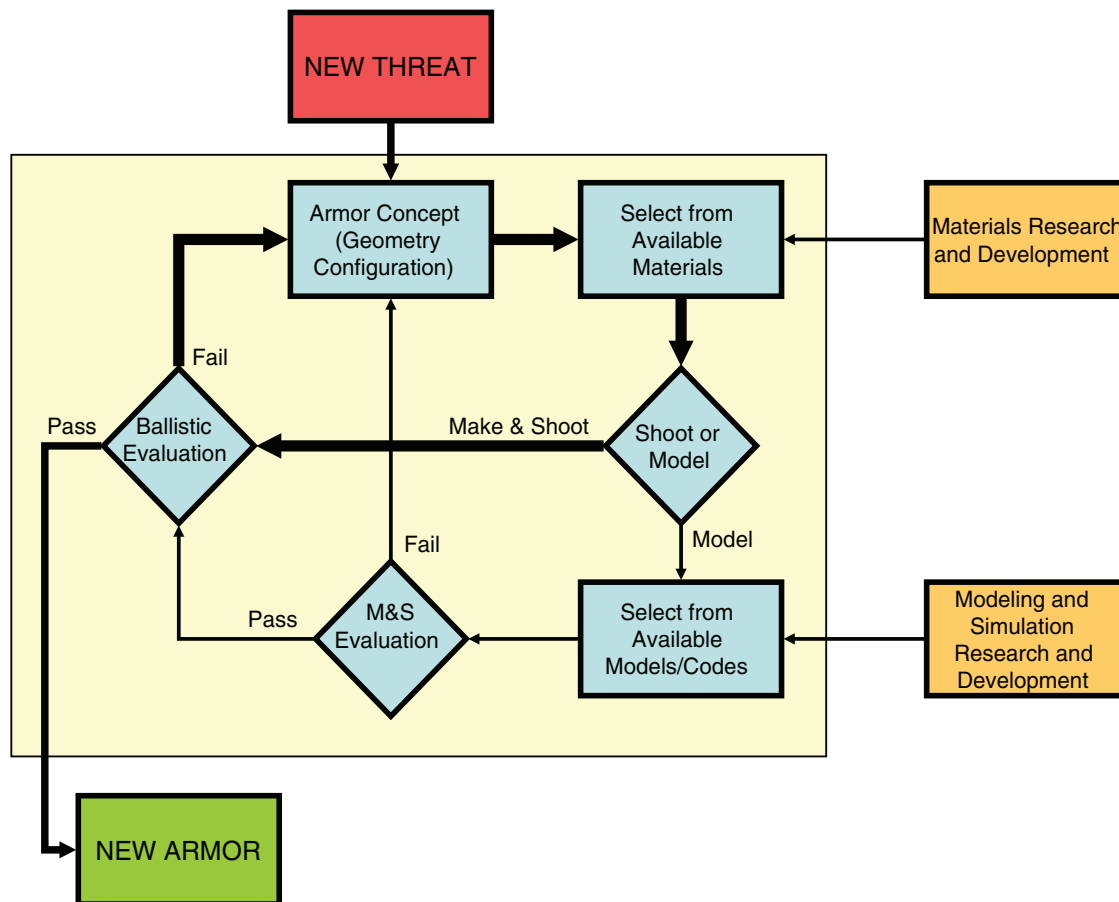 NEW THREAT
Armor Concept
(Geometry
Configuration)
Select from
Available
Materials
Materials Research
and Development
Fail
Pass
Ballistic
Evaluation
Make & Shoot
Shoot or
Model
Model
Fail
Pass
M&S
Evaluation
Select from
Available
Models/Codes
Modeling and
Simulation
Research and
Development
NEW ARMOR